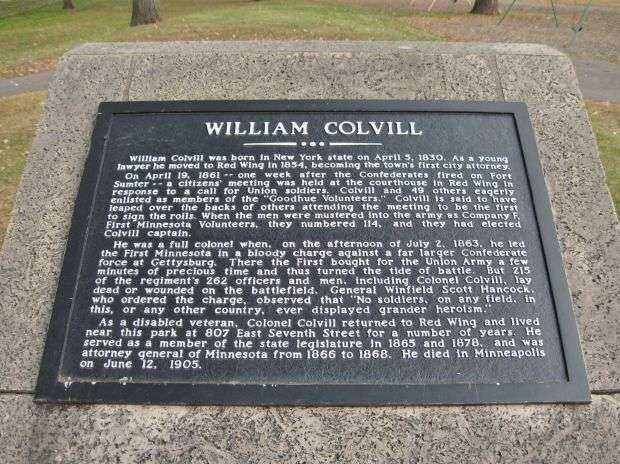 WILLIAM COLVILL
William Colvill was born in New York state on April 5, 1830. As a young
lawyer he moved to Red Wing in 1854, becoming the town's first city attorney.
On April 19, 1861 -- one week after the Confederates fired on Fort
Sumter -- a citizens' meeting was held at the courthouse in Red Wing in
response to a call for Union soldiers. Colvill and 49 others eagerly
enlisted as members of the "Goodhue Volunteers." Colvill is said to have
leaped over the backs of others attending the meeting to be the first
to sign the rolls. When the men were mustered into the army as Company F,
First Minnesota Volunteers, they numbered 114, and they had elected
Colvill captain.
He was a full colonel when, on the afternoon of July 2, 1863, he led
the First Minnesota in a bloody charge against a far larger Confederate
force at Gettysburg. There the First bought for the Union Army a few
minutes of precious time and thus turned the tide of battle. But 215
of the regiment's 262 officers and men, including Colonel Colvill, lay
dead or wounded on the battlefield. General Winfield Scott Hancock,
who ordered the charge, observed that "No soldiers, on any field, in
this, or any other country, ever displayed grander heroism."
As a disabled veteran, Colonel Colvill returned to Red Wing and lived
near this park at 807 East Seventh Street for a number of years. He
served as a member of the state legislature in 1865 and 1878, and was
attorney general of Minnesota from 1866 to 1868. He died in Minneapolis
on June 12, 1905.